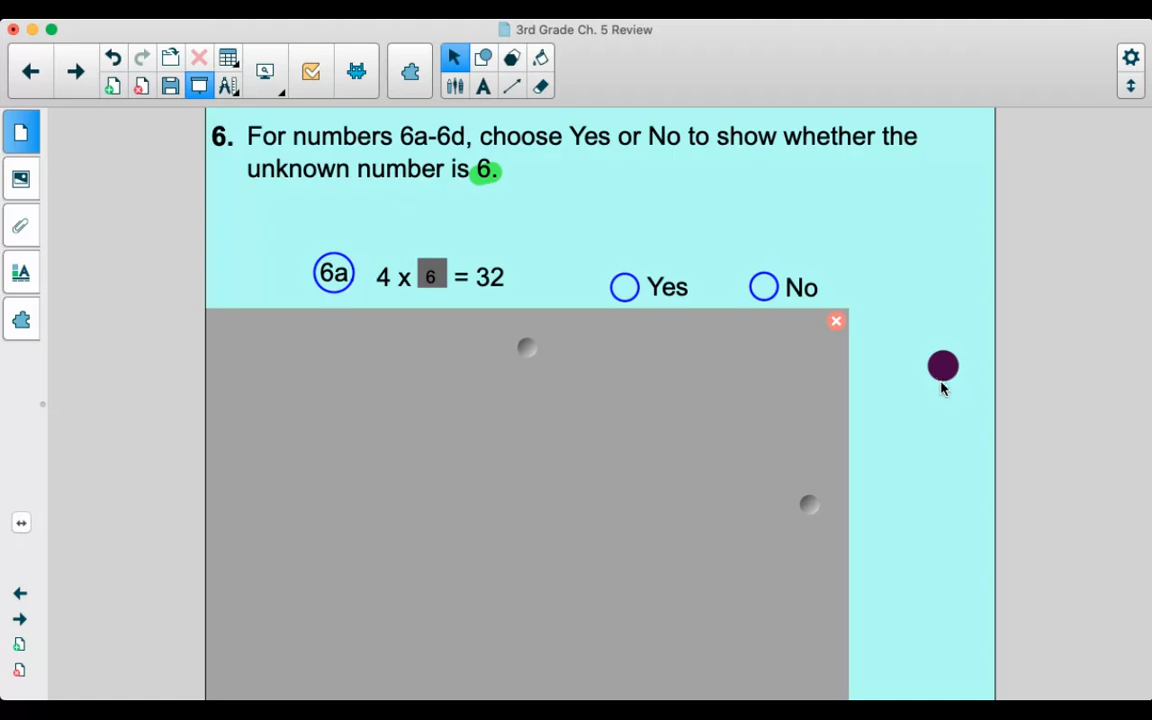 3rd Grade Ch. 5 Review
6. For numbers 6a-6d, choose Yes or No to show whether the
unknown number is 6.
6a 4 x 6 = 32 Yes No